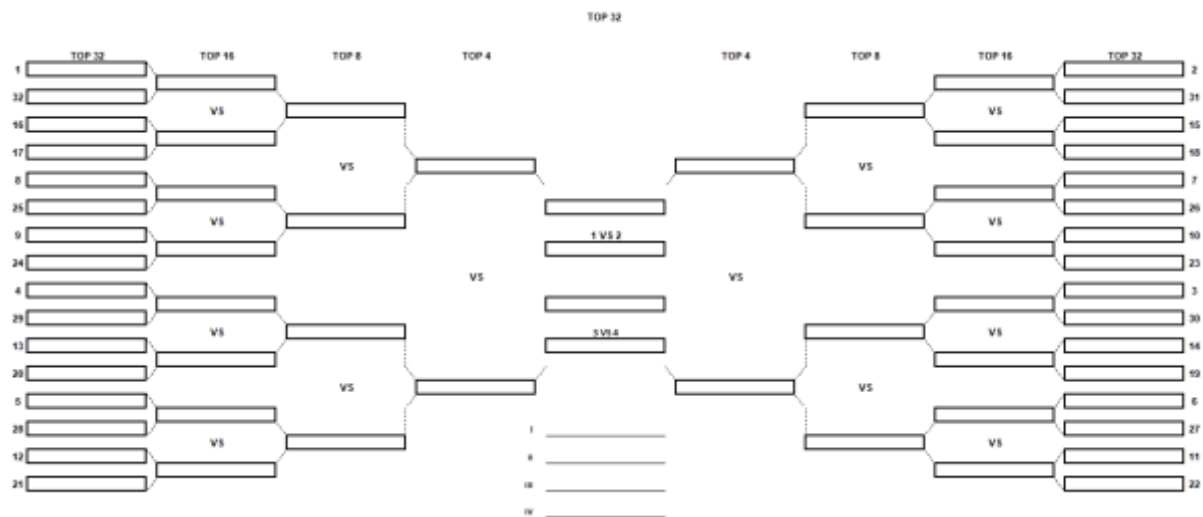 TOP 32
TOP 32 TOP 16 TOP 8 TOP 4 TOP 4 TOP 8 TOP 16 TOP 32
1 2
32 31
VS VS
16 15
17 18
VS VS
8 7
25 26
VS VS
9 10
1 VS 2
24 23
VS VS
4 3
29 30
VS VS
3 VS 4
13 14
20 19
VS VS
5 6
28 27
I
VS VS
12 11
II
21 22
III
IV